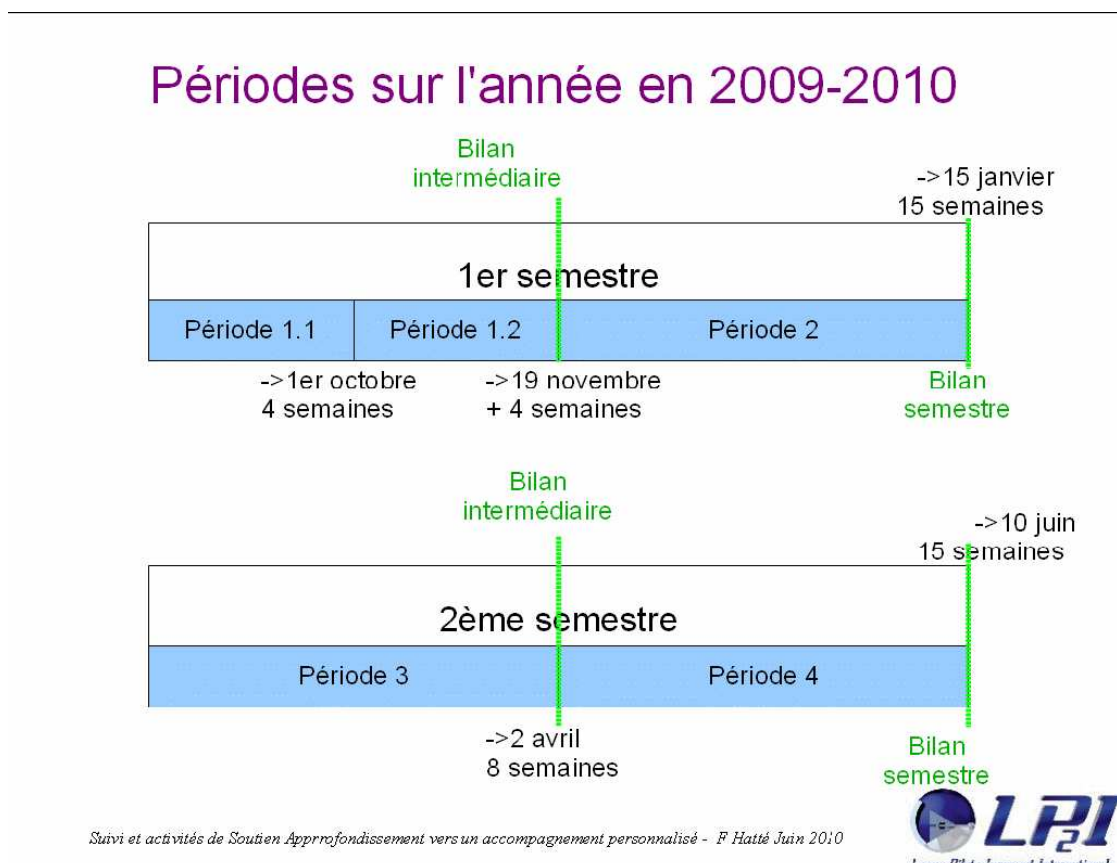 Périodes sur l'année en 2009-2010
Bilan
intermédiaire
->15 janvier
15 semaines
1er semestre
Période 1.1
Période 1.2
Période 2
->1er octobre
4 semaines
->19 novembre
+ 4 semaines
Bilan
semestre
Bilan
intermédiaire
->10 juin
15 semaines
2ème semestre
Période 3
Période 4
->2 avril
8 semaines
Bilan
semestre
Suivi et activités de Soutien Apprrofondissement vers un accompagnement personnalisé - F Hatté Juin 2010
LP2I